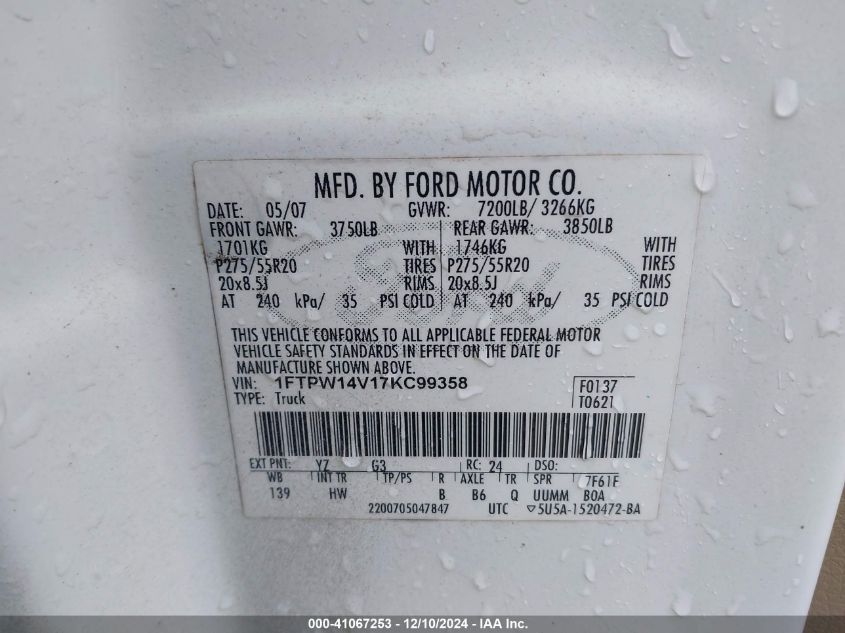 MFD. BY FORD MOTOR CO.
DATE: 05/07 GVWR: 7200LB/ 3266KG
FRONT GAWR: 3750LB REAR GAWR: 3850LB
1701KG WITH 1746KG WITH
P275/55R20 TIRES P275/55R20 TIRES
20x8.5J RIMS 20x8.5J RIMS
AT 240 kPa/ 35 PSI COLD AT 240 kPa/ 35 PSI COLD
Ford
THIS VEHICLE CONFORMS TO ALL APPLICABLE FEDERAL MOTOR
VEHICLE SAFETY STANDARDS IN EFFECT ON THE DATE OF
MANUFACTURE SHOWN ABOVE.
VIN: 1FTPW14V17KC99358 F0137
TYPE: Truck T0621
EXT PNT: YZ G3 RC: 24 DSO:
WB INT TR TP/PS R AXLE TR SPR 7F61F
139 HW B B6 Q UUMM B0A
2200705047847 UTC ▽5U5A-1520472-BA
000-41067253 - 12/10/2024 - IAA Inc.